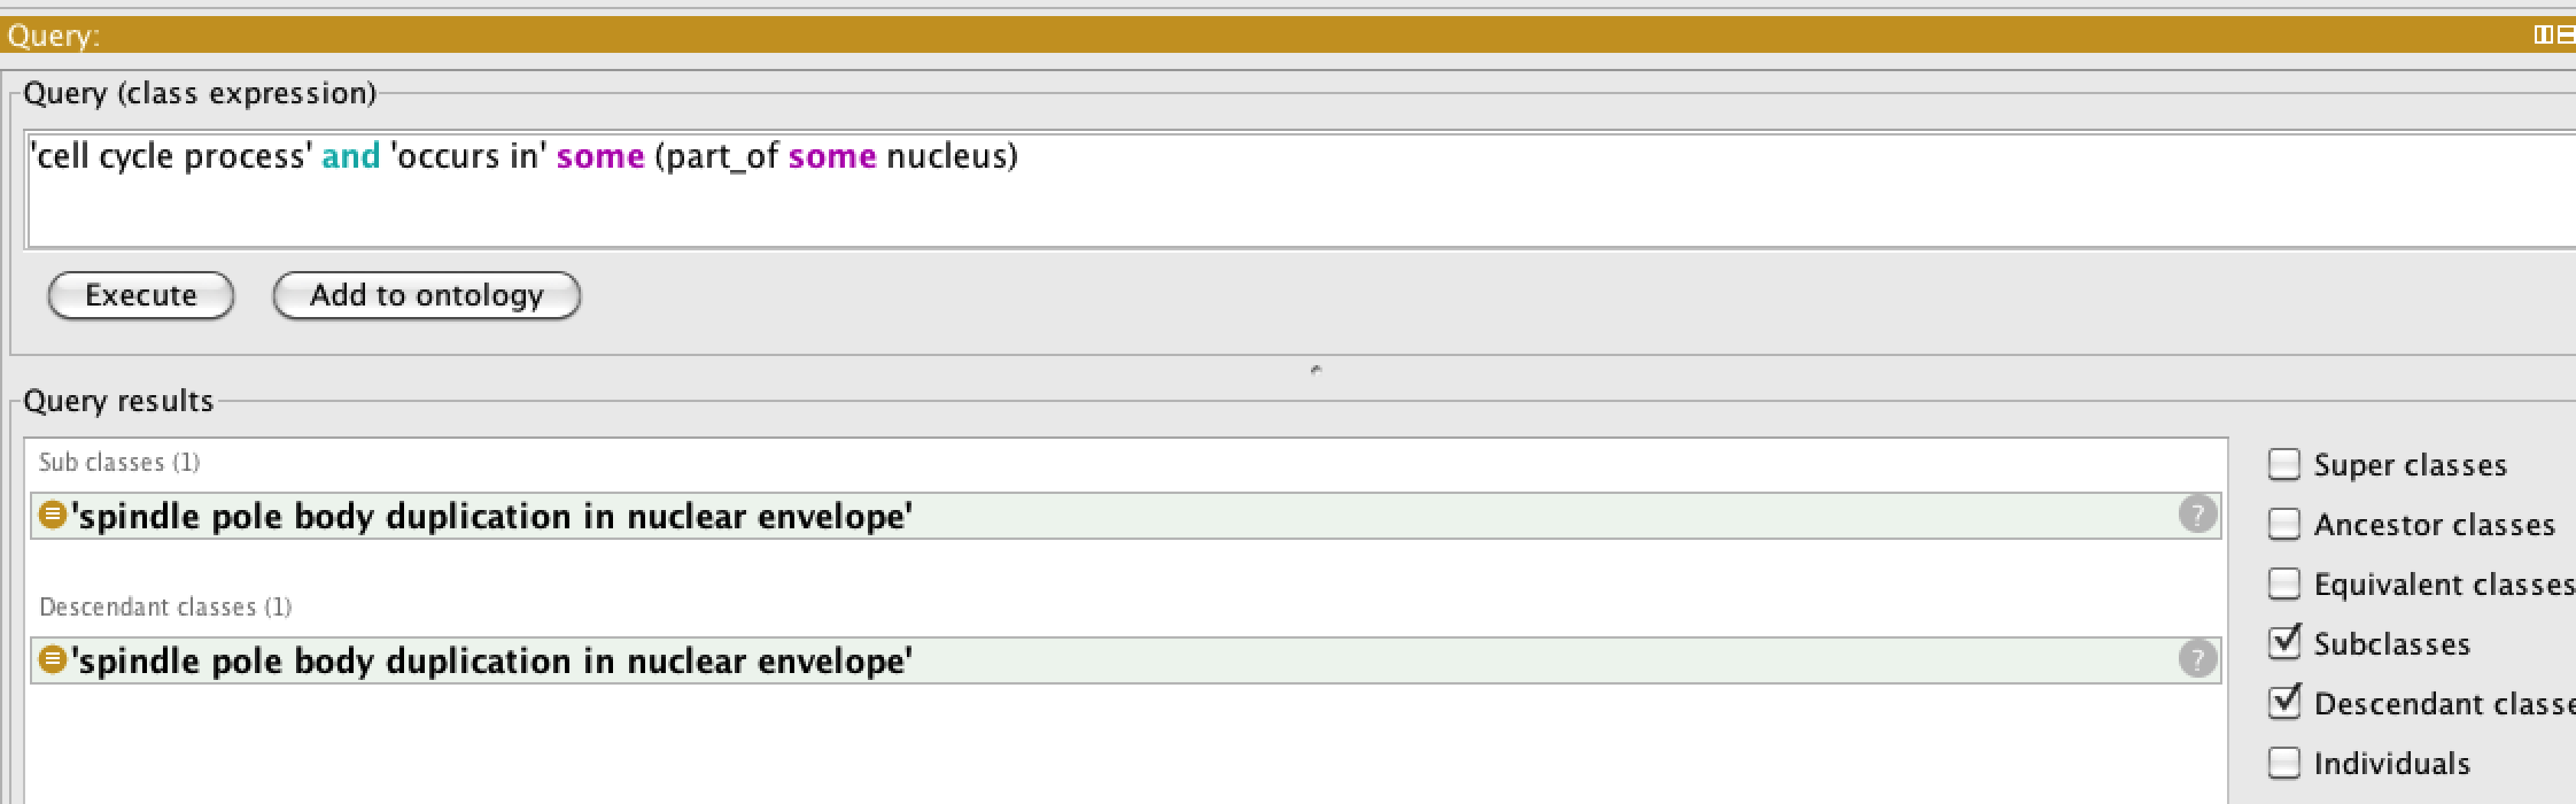 Query:
Query (class expression)
'cell cycle process' and 'occurs in' some (part_of some nucleus)
Execute
Add to ontology
Query results
Sub classes (1)
'spindle pole body duplication in nuclear envelope'
?
Descendant classes (1)
'spindle pole body duplication in nuclear envelope'
?
Super classes
Ancestor classes
Equivalent classes
Subclasses
Descendant classe
Individuals